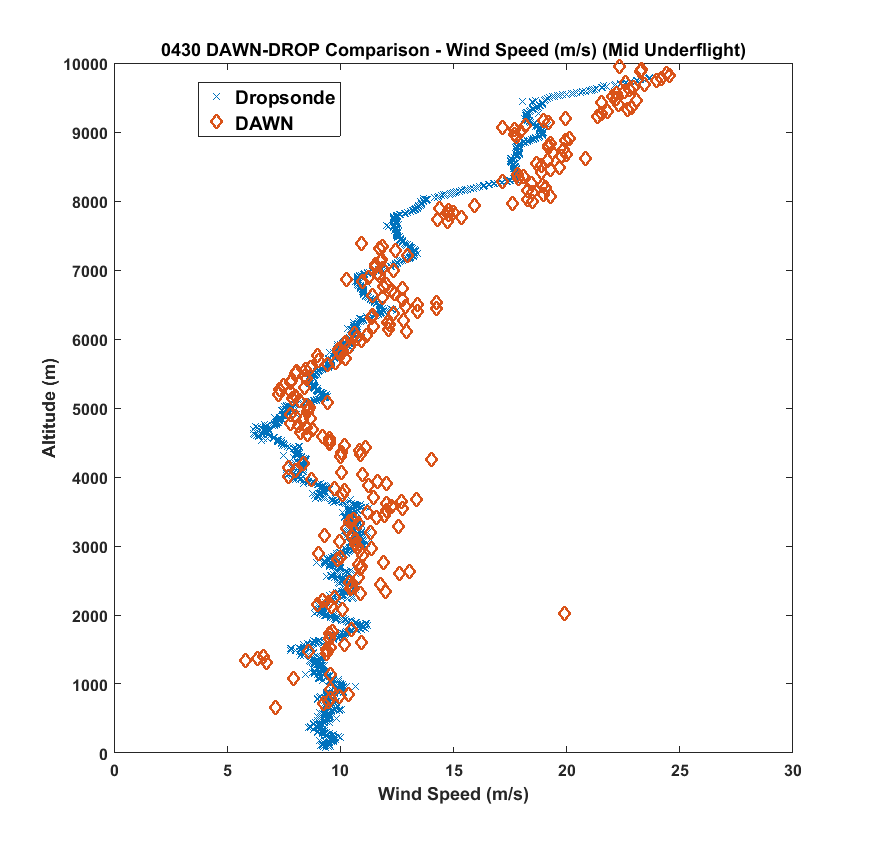 0430 DAWN-DROP Comparison - Wind Speed (m/s) (Mid Underflight)
10000
9000
8000
7000
6000
5000
4000
3000
2000
1000
0
Altitude (m)
Dropsonde
DAWN
0 5 10 15 20 25 30
Wind Speed (m/s)